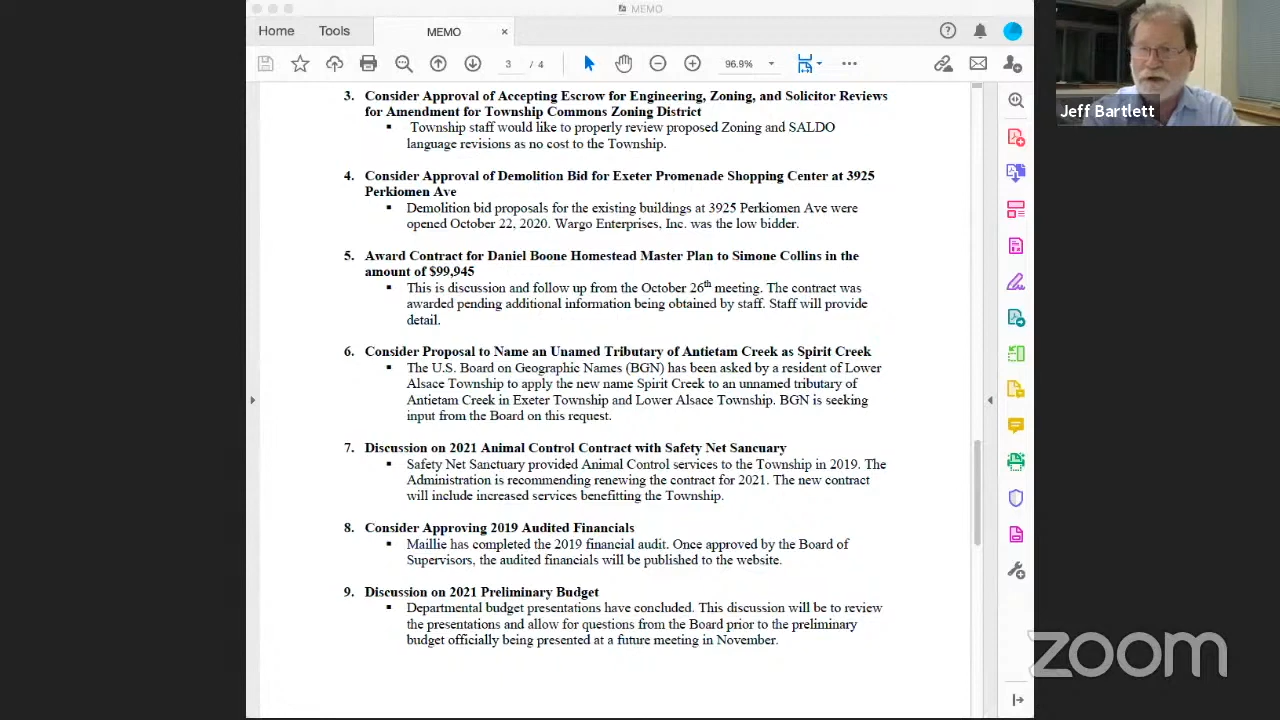 MEMO
Home
Tools
MEMO
×
3 / 4
96.9%
3. Consider Approval of Accepting Escrow for Engineering, Zoning, and Solicitor Reviews
for Amendment for Township Commons Zoning District
▪ Township staff would like to properly review proposed Zoning and SALDO
language revisions as no cost to the Township.
4. Consider Approval of Demolition Bid for Exeter Promenade Shopping Center at 3925
Perkiomen Ave
▪ Demolition bid proposals for the existing buildings at 3925 Perkiomen Ave were
opened October 22, 2020. Wargo Enterprises, Inc. was the low bidder.
5. Award Contract for Daniel Boone Homestead Master Plan to Simone Collins in the
amount of $99,945
▪ This is discussion and follow up from the October 26th meeting. The contract was
awarded pending additional information being obtained by staff. Staff will provide
detail.
6. Consider Proposal to Name an Unamed Tributary of Antietam Creek as Spirit Creek
▪ The U.S. Board on Geographic Names (BGN) has been asked by a resident of Lower
Alsace Township to apply the new name Spirit Creek to an unnamed tributary of
Antietam Creek in Exeter Township and Lower Alsace Township. BGN is seeking
input from the Board on this request.
7. Discussion on 2021 Animal Control Contract with Safety Net Sancuary
▪ Safety Net Sanctuary provided Animal Control services to the Township in 2019. The
Administration is recommending renewing the contract for 2021. The new contract
will include increased services benefitting the Township.
8. Consider Approving 2019 Audited Financials
▪ Maillie has completed the 2019 financial audit. Once approved by the Board of
Supervisors, the audited financials will be published to the website.
9. Discussion on 2021 Preliminary Budget
▪ Departmental budget presentations have concluded. This discussion will be to review
the presentations and allow for questions from the Board prior to the preliminary
budget officially being presented at a future meeting in November.
Jeff Bartlett
zoom